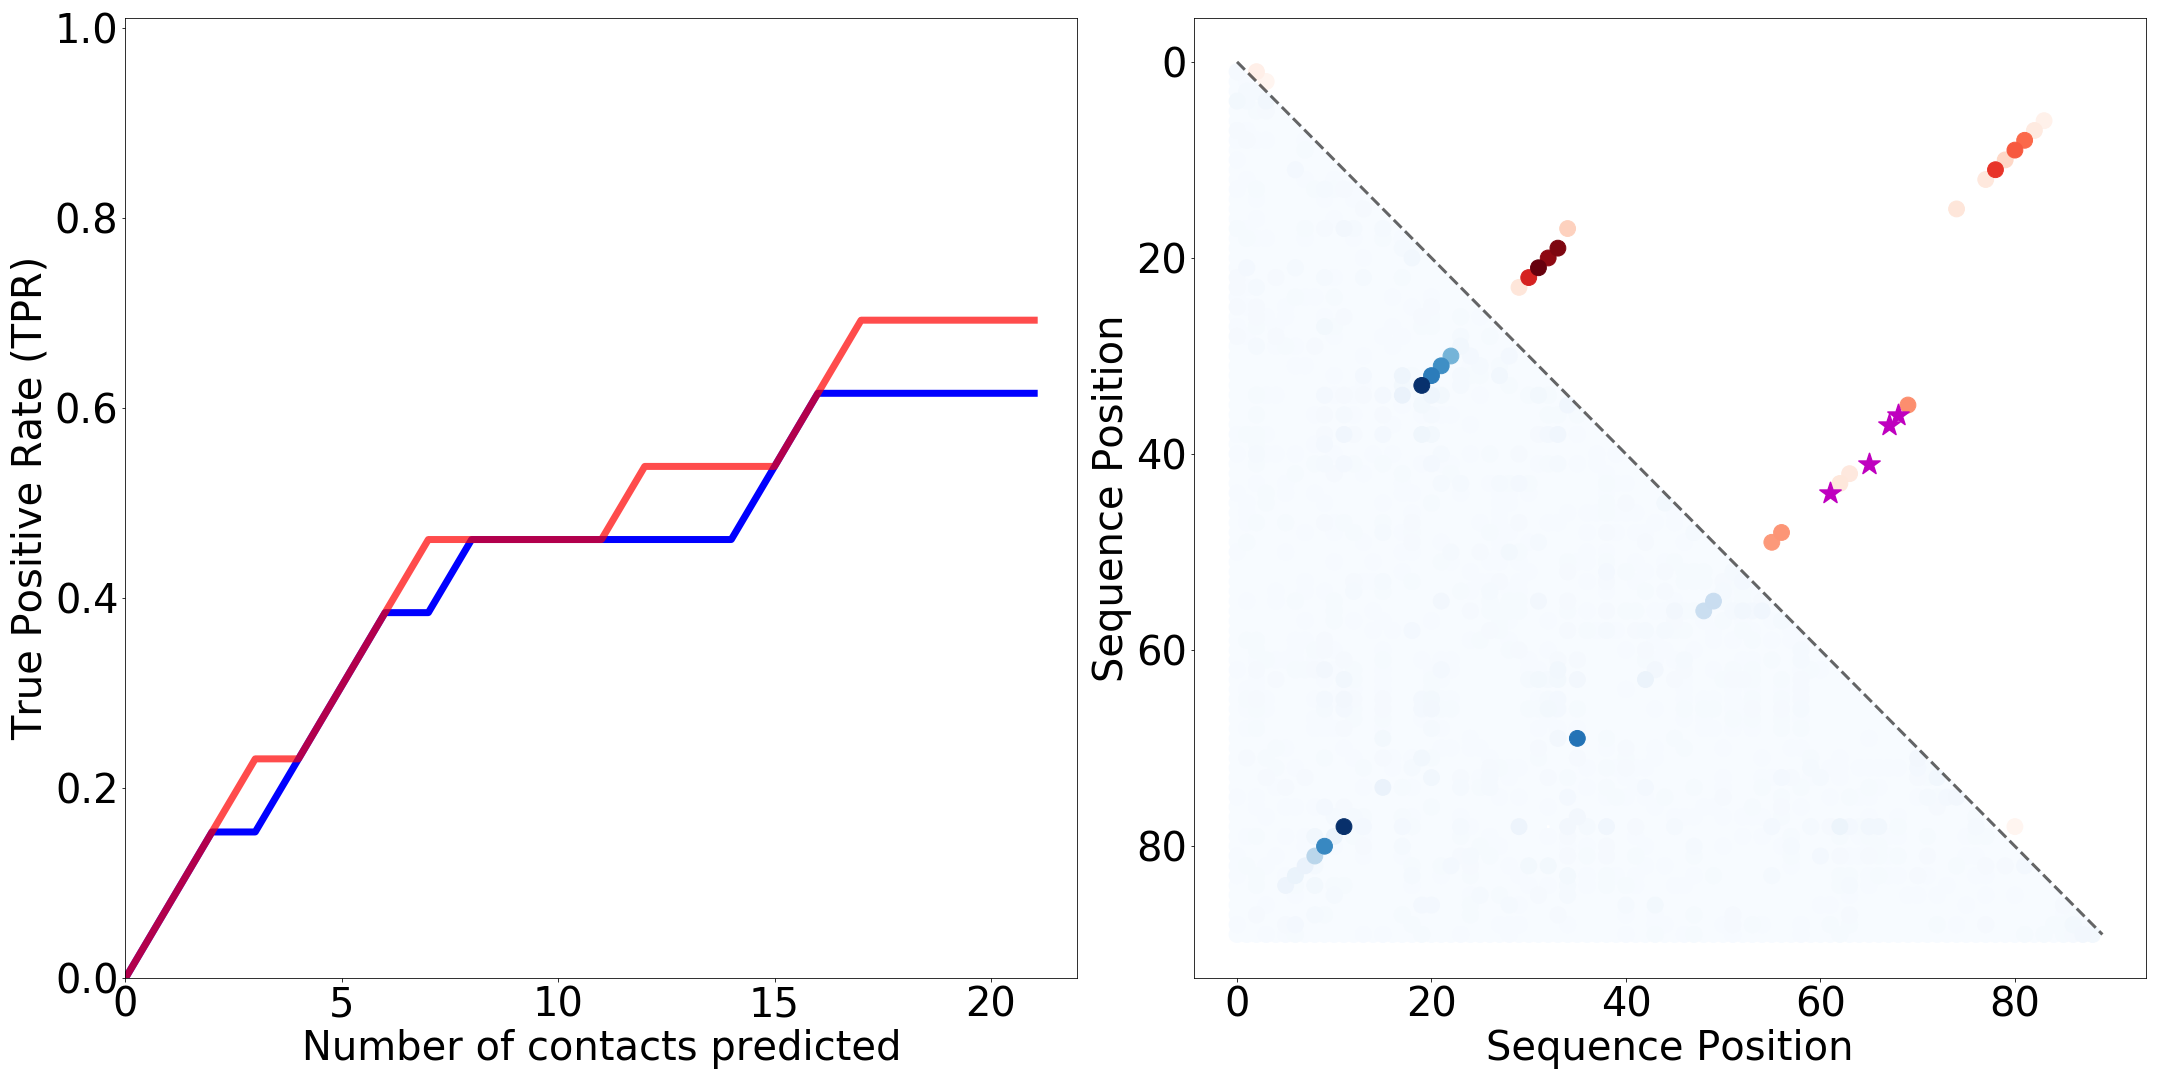 1.0
0.8
0.6
0.4
0.2
0.0
True Positive Rate (TPR)
0 5 10 15 20
Number of contacts predicted
0
20
40
60
80
Sequence Position
0 20 40 60 80
Sequence Position